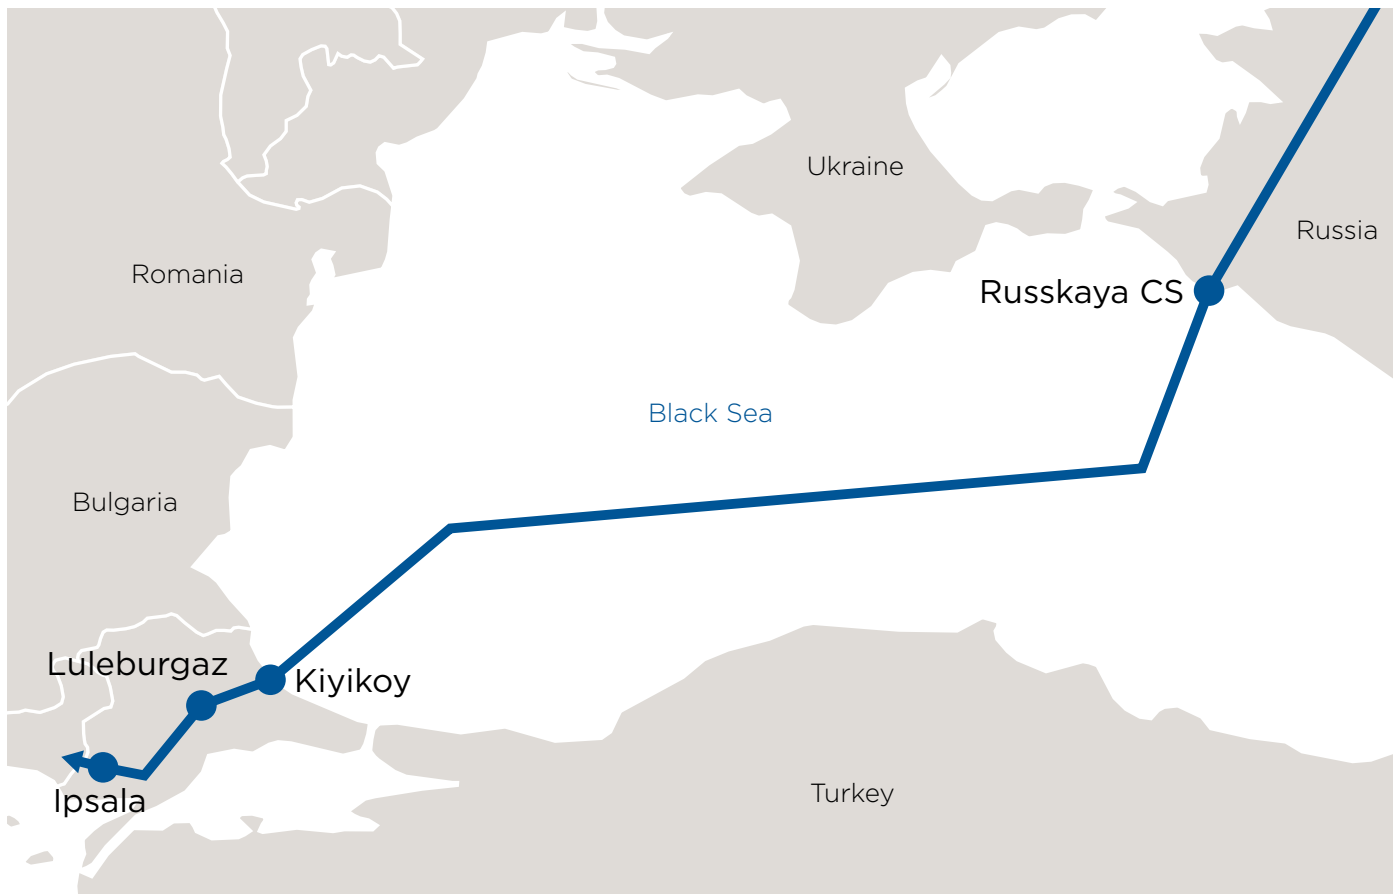 Ukraine
Russia
Romania
Russkaya CS
Black Sea
Bulgaria
Luleburgaz
Kiyikoy
Ipsala
Turkey